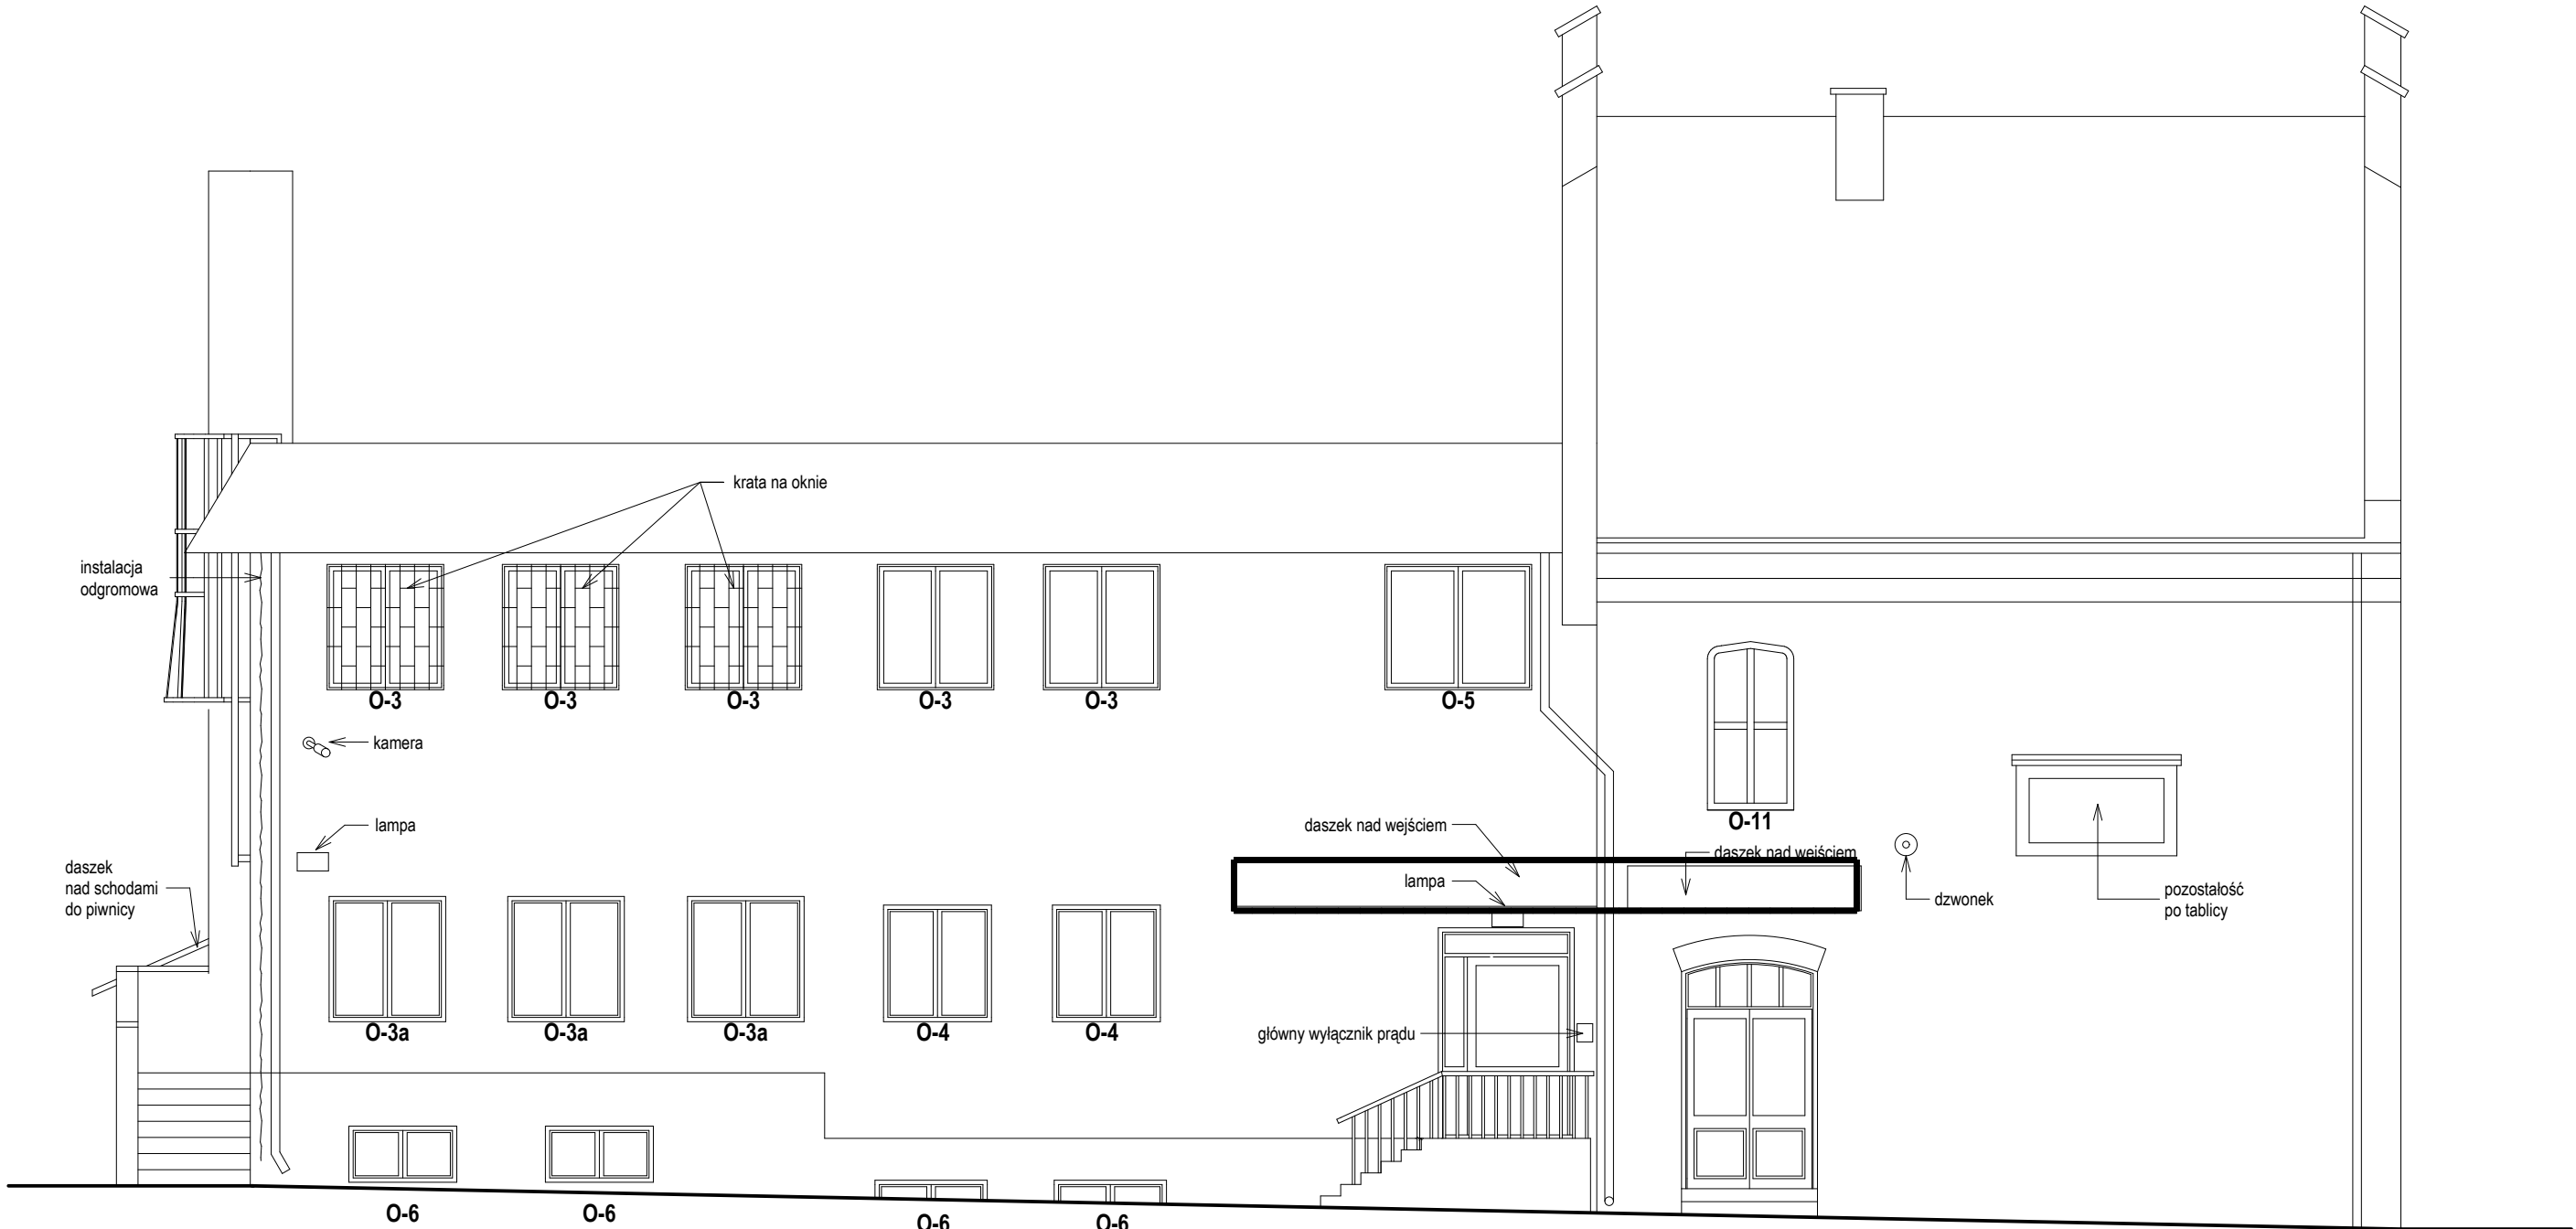 krata na oknie
instalacja
odgromowa
O-3
O-3
O-3
O-3
O-3
O-5
kamera
lampa
daszek nad wejściem
O-11
daszek nad wejściem
daszek
nad schodami
do piwnicy
lampa
dzwonek
pozostałość
po tablicy
O-3a
O-3a
O-3a
O-4
O-4
główny wyłącznik prądu
O-6
O-6
O-6
O-6